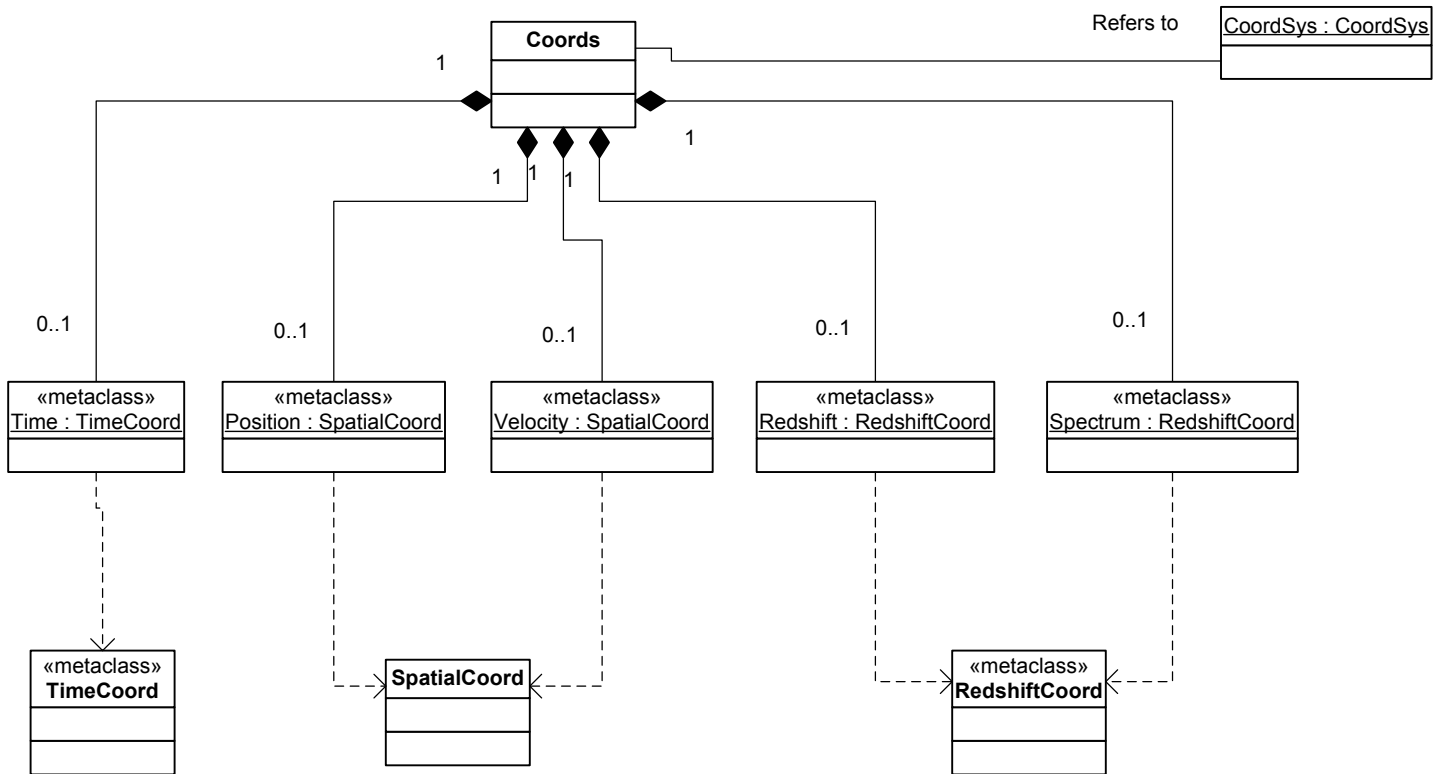 Refers to
CoordSys : CoordSys
Coords
1
1
1
1
1
0..1
0..1
0..1
0..1
0..1
«metaclass»
Time : TimeCoord
«metaclass»
Position : SpatialCoord
«metaclass»
Velocity : SpatialCoord
«metaclass»
Redshift : RedshiftCoord
«metaclass»
Spectrum : RedshiftCoord
«metaclass»
TimeCoord
SpatialCoord
«metaclass»
RedshiftCoord